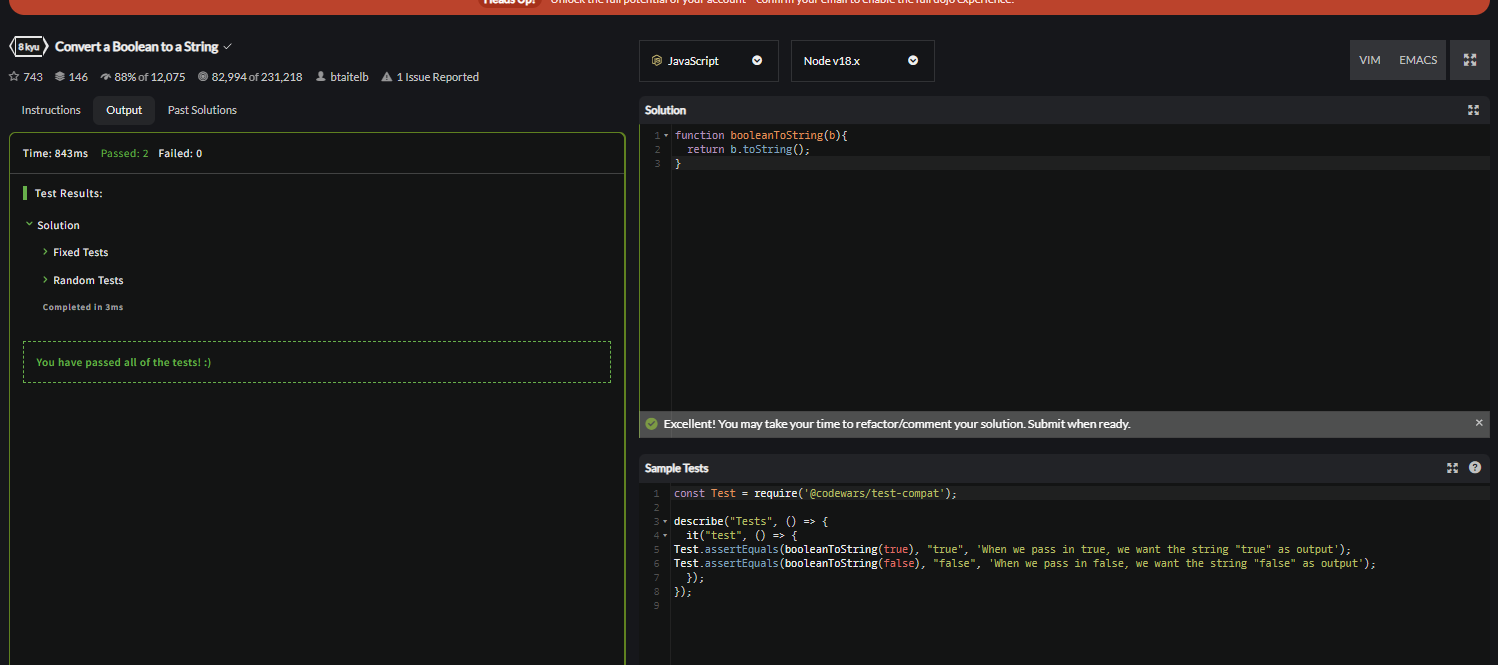 Heads Up! Unlock the full potential of your account - Confirm your email to enable the full dojo experience.
8 kyu Convert a Boolean to a String
743 146 88% of 12,075 82,994 of 231,218 btaitelb 1 Issue Reported
Instructions Output Past Solutions
Time: 843ms Passed: 2 Failed: 0
Test Results:
Solution
Fixed Tests
Random Tests
Completed in 3ms
You have passed all of the tests! :)
JavaScript Node v18.x VIM EMACS
Solution
1 function booleanToString(b){
2 return b.toString();
3 }
Excellent! You may take your time to refactor/comment your solution. Submit when ready. ×
Sample Tests ?
1 const Test = require('@codewars/test-compat');
2
3 describe("Tests", () => {
4 it("test", () => {
5 Test.assertEquals(booleanToString(true), "true", 'When we pass in true, we want the string "true" as output');
6 Test.assertEquals(booleanToString(false), "false", 'When we pass in false, we want the string "false" as output');
7 });
8 });
9